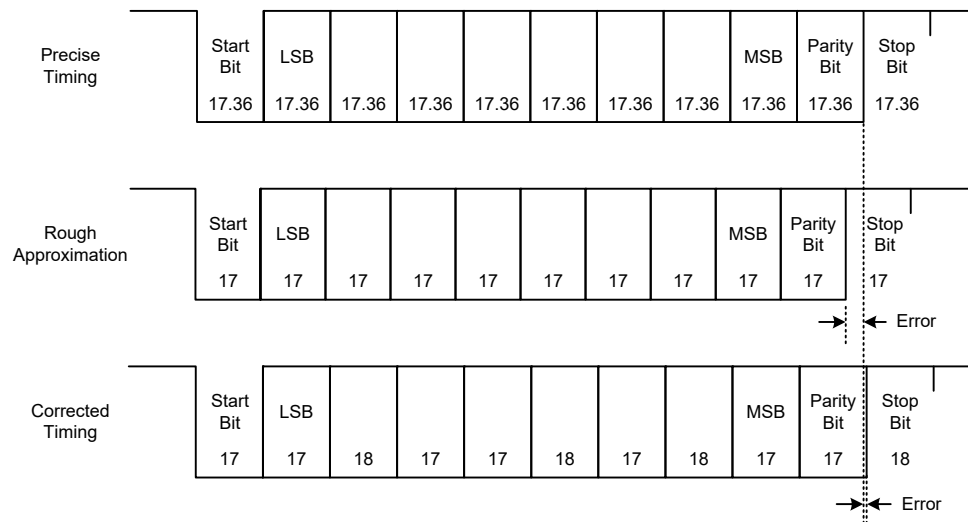 Precise
Timing
Start
Bit
LSB
MSB
Parity
Bit
Stop
Bit
17.36 17.36 17.36 17.36 17.36 17.36 17.36 17.36 17.36 17.36 17.36
Rough
Approximation
Start
Bit
LSB
MSB
Parity
Bit
Stop
Bit
17 17 17 17 17 17 17 17 17 17 17
Error
Corrected
Timing
Start
Bit
LSB
MSB
Parity
Bit
Stop
Bit
17 17 18 17 17 18 17 18 17 17 18
Error